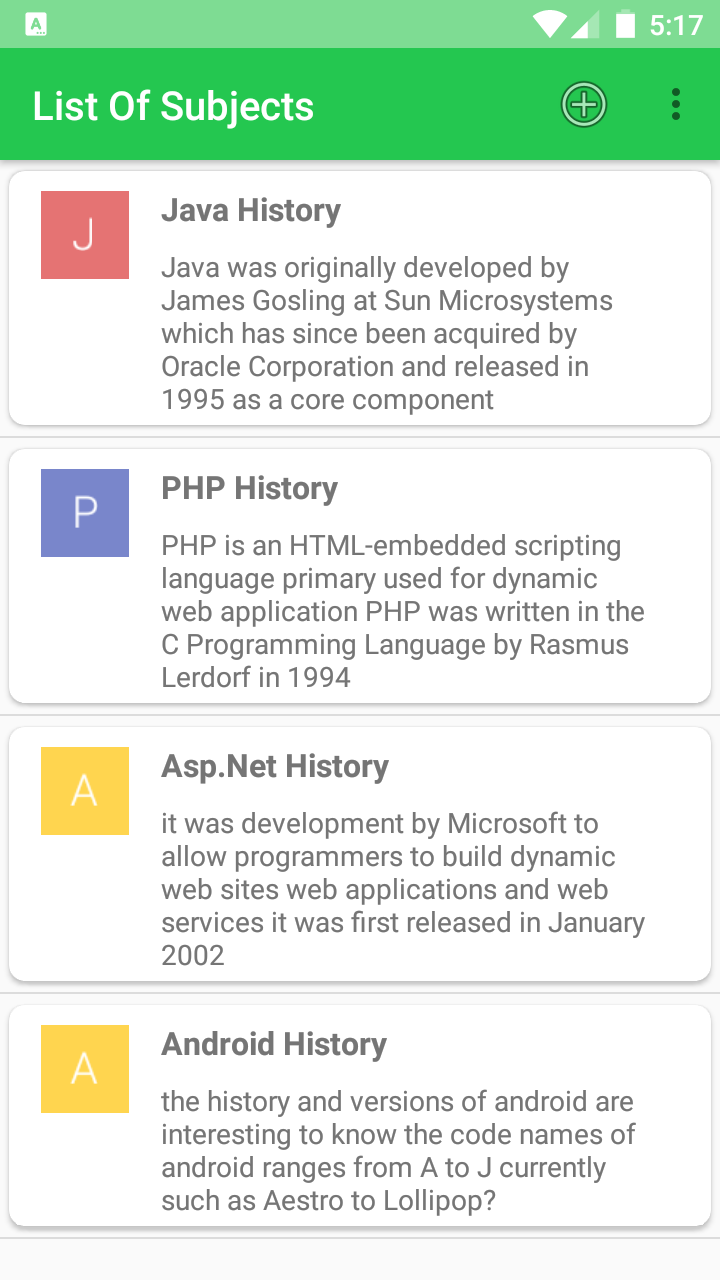 A
5:17
List Of Subjects
J
Java History
Java was originally developed by
James Gosling at Sun Microsystems
which has since been acquired by
Oracle Corporation and released in
1995 as a core component
P
PHP History
PHP is an HTML-embedded scripting
language primary used for dynamic
web application PHP was written in the
C Programming Language by Rasmus
Lerdorf in 1994
A
Asp.Net History
it was development by Microsoft to
allow programmers to build dynamic
web sites web applications and web
services it was first released in January
2002
A
Android History
the history and versions of android are
interesting to know the code names of
android ranges from A to J currently
such as Aestro to Lollipop?